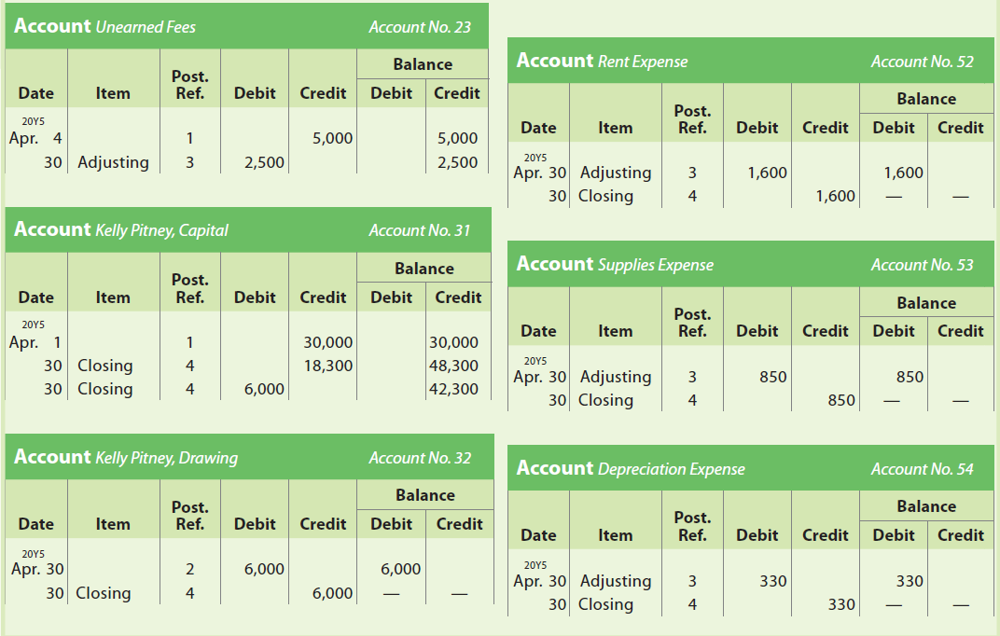 Account Unearned Fees Account No. 23
Balance
Date Item Post. Ref. Debit Credit Debit Credit
20Y5
Apr. 4 1 5,000 5,000
30 Adjusting 3 2,500 2,500
Account Kelly Pitney, Capital Account No. 31
Balance
Date Item Post. Ref. Debit Credit Debit Credit
20Y5
Apr. 1 1 30,000 30,000
30 Closing 4 18,300 48,300
30 Closing 4 6,000 42,300
Account Kelly Pitney, Drawing Account No. 32
Balance
Date Item Post. Ref. Debit Credit Debit Credit
20Y5
Apr. 30 2 6,000 6,000
30 Closing 4 6,000 — —
Account Rent Expense Account No. 52
Balance
Date Item Post. Ref. Debit Credit Debit Credit
20Y5
Apr. 30 Adjusting 3 1,600 1,600
30 Closing 4 1,600 — —
Account Supplies Expense Account No. 53
Balance
Date Item Post. Ref. Debit Credit Debit Credit
20Y5
Apr. 30 Adjusting 3 850 850
30 Closing 4 850 — —
Account Depreciation Expense Account No. 54
Balance
Date Item Post. Ref. Debit Credit Debit Credit
20Y5
Apr. 30 Adjusting 3 330 330
30 Closing 4 330 — —